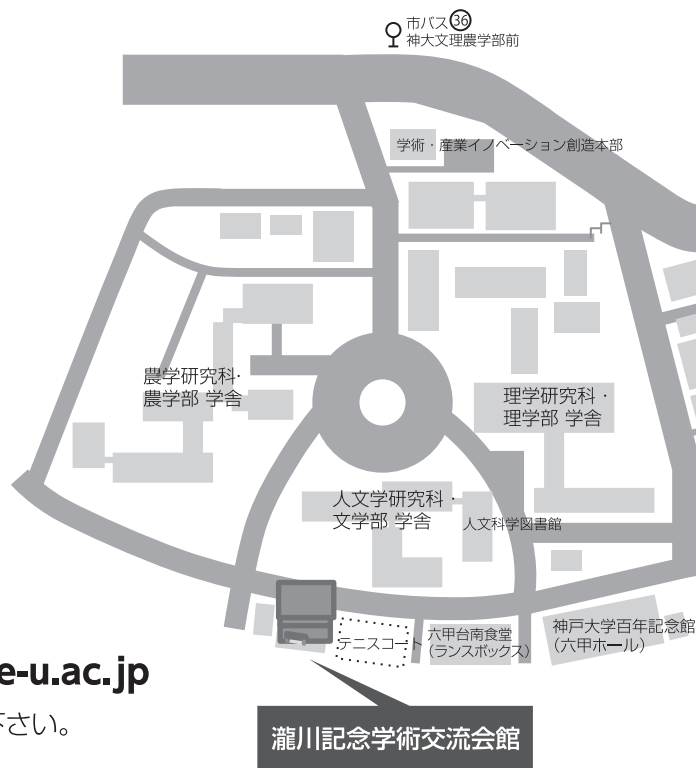 市バス㊱
神大文理農学部前
学術・産業イノベーション創造本部
農学研究科・
農学部 学舎
理学研究科・
理学部 学舎
人文学研究科・
文学部 学舎
人文科学図書館
テニスコート
六甲台南食堂
（ランスボックス）
神戸大学百年記念館
（六甲ホール）
e-u.ac.jp
下さい。
瀧川記念学術交流会館